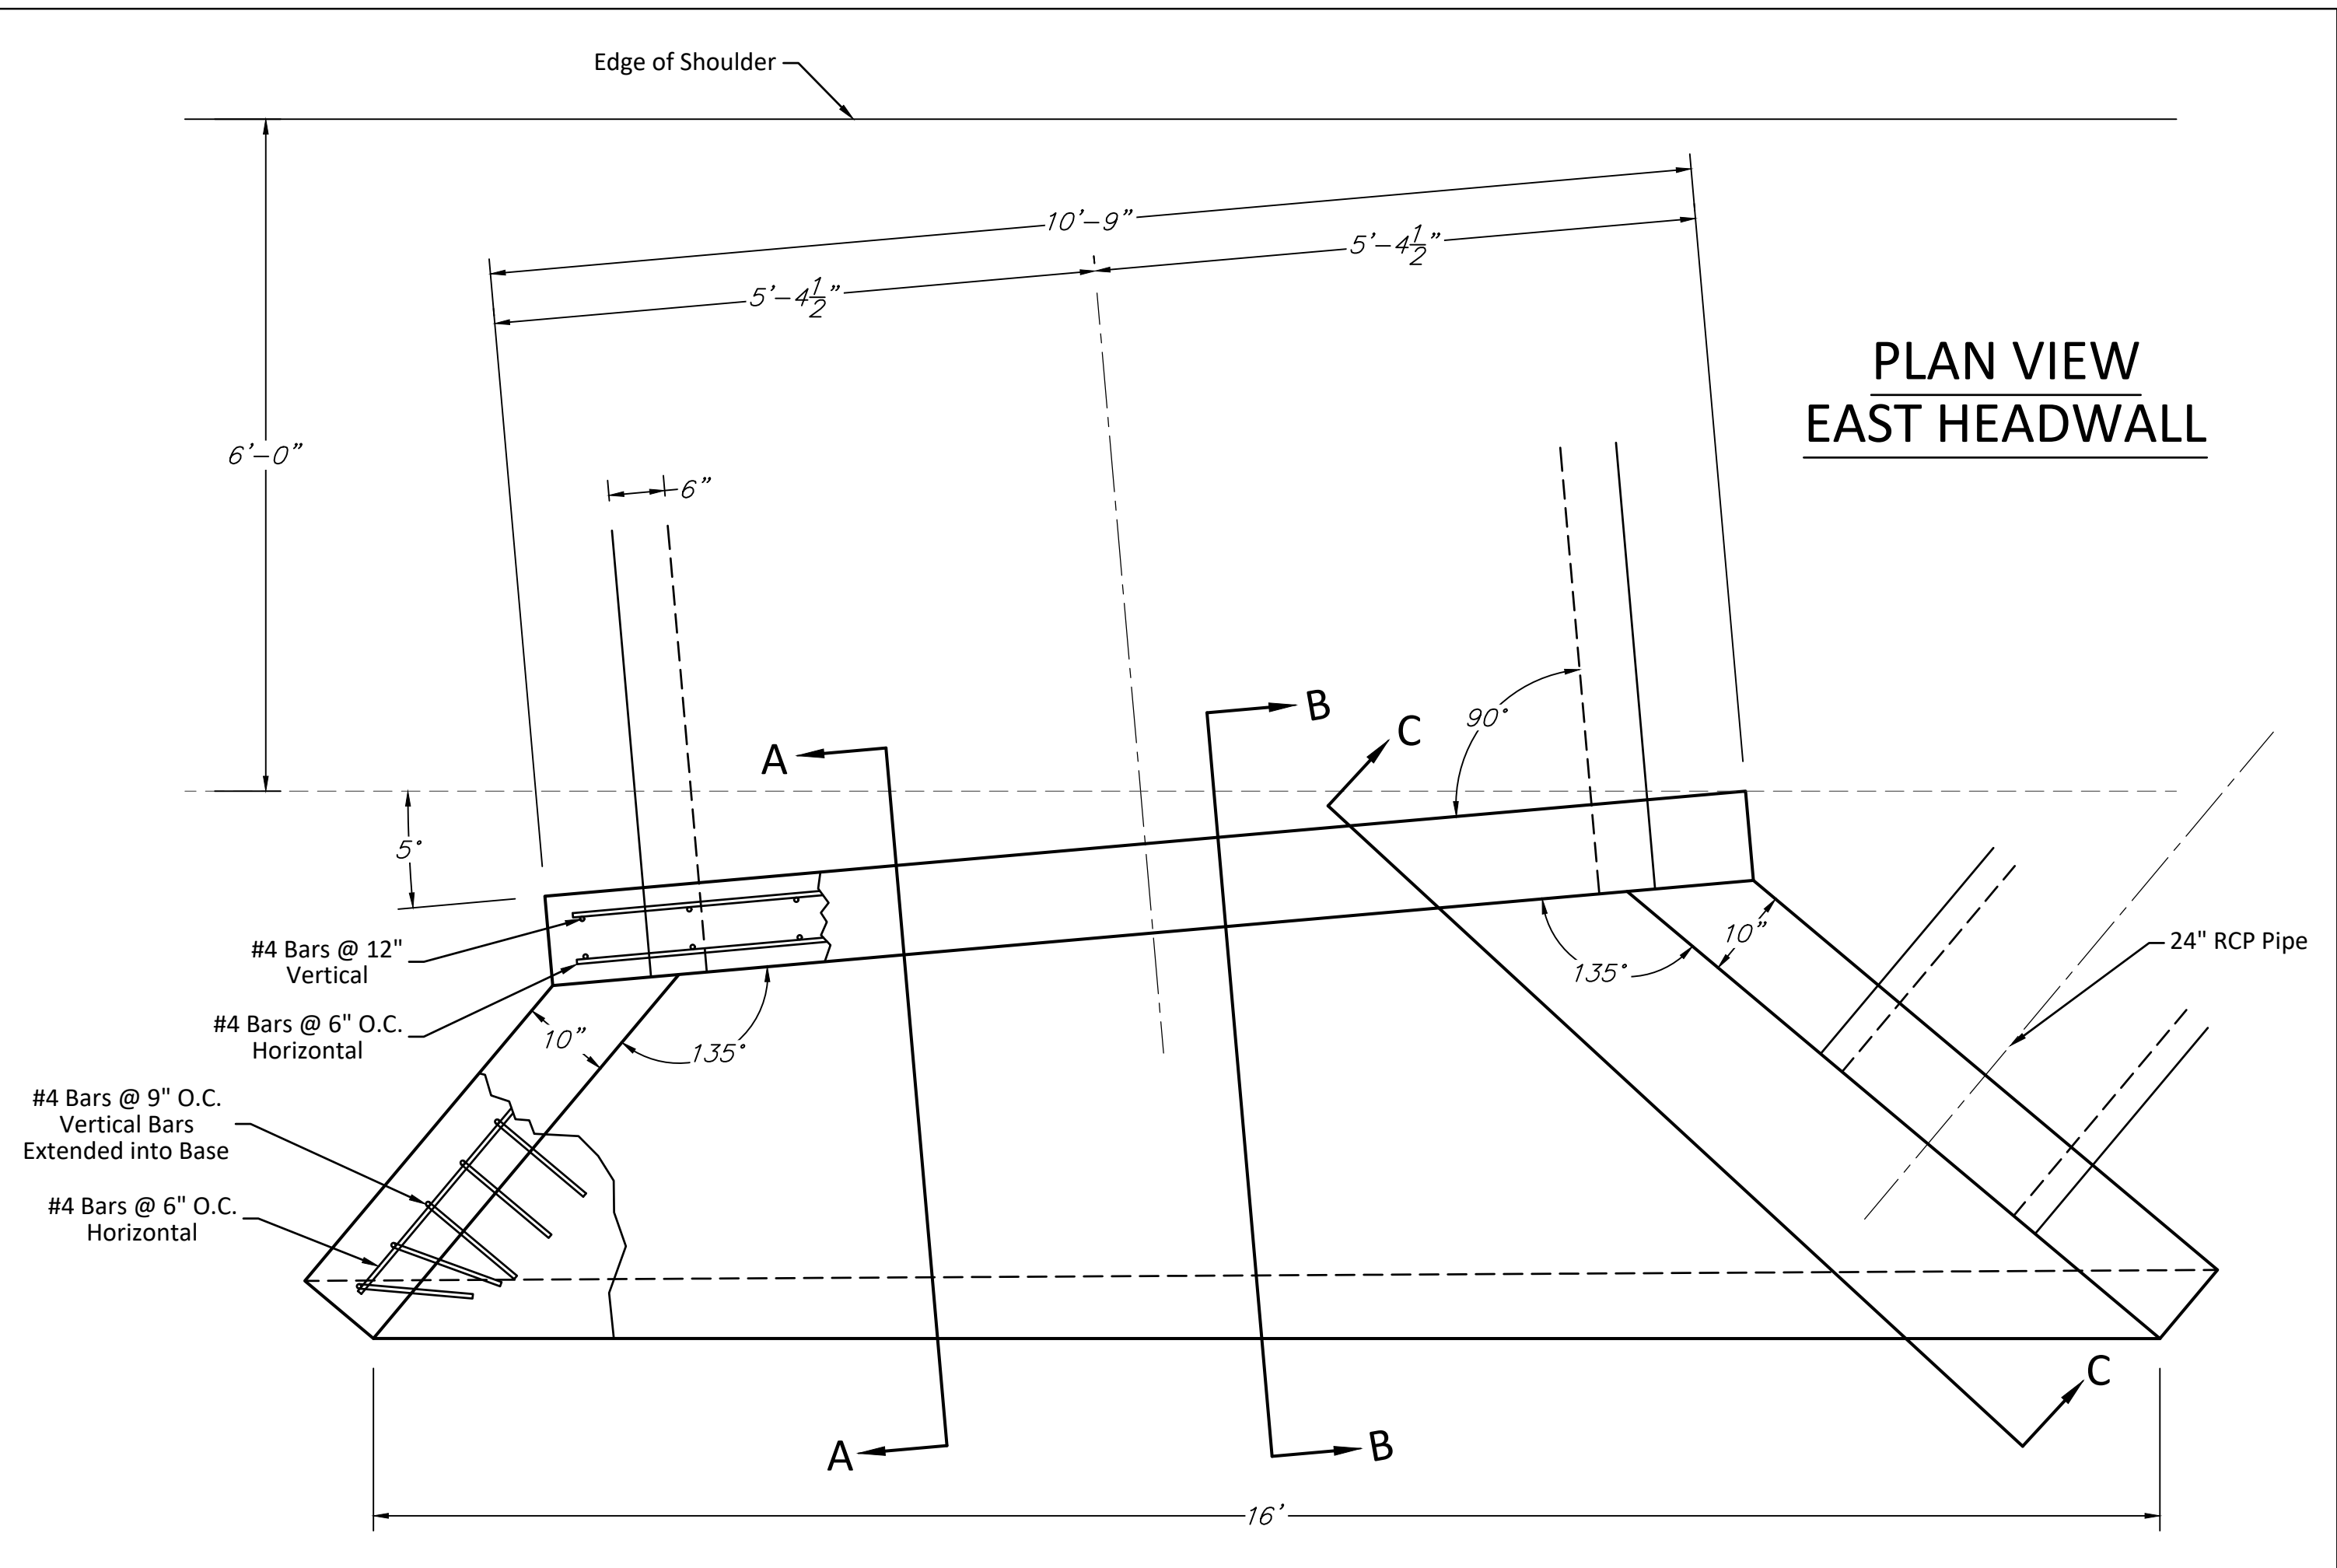 Edge of Shoulder
10'-9"
5'-4½"
5'-4½"
PLAN VIEW
EAST HEADWALL
6'-0"
6"
B
90°
C
A
5°
#4 Bars @ 12"
Vertical
10"
24" RCP Pipe
135°
#4 Bars @ 6" O.C.
Horizontal
10"
135°
#4 Bars @ 9" O.C.
Vertical Bars
Extended into Base
#4 Bars @ 6" O.C.
Horizontal
C
A
B
16'